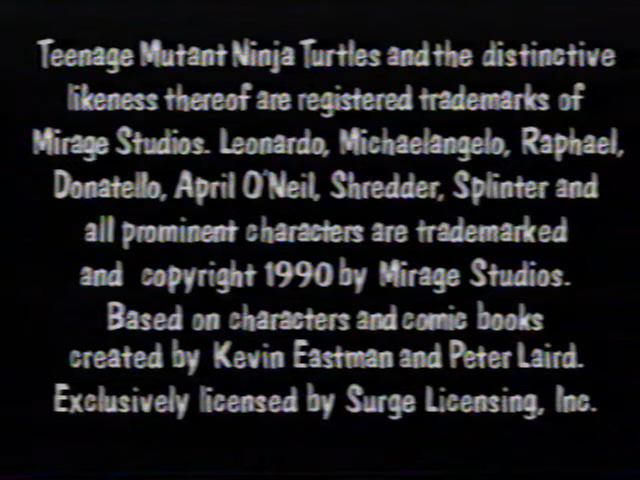 Teenage Mutant Ninja Turtles and the distinctive
likeness thereof are registered trademarks of
Mirage Studios. Leonardo, Michaelangelo, Raphael,
Donatello, April O'Neil, Shredder, Splinter and
all prominent characters are trademarked
and copyright 1990 by Mirage Studios.
Based on characters and comic books
created by Kevin Eastman and Peter Laird.
Exclusively licensed by Surge Licensing, Inc.